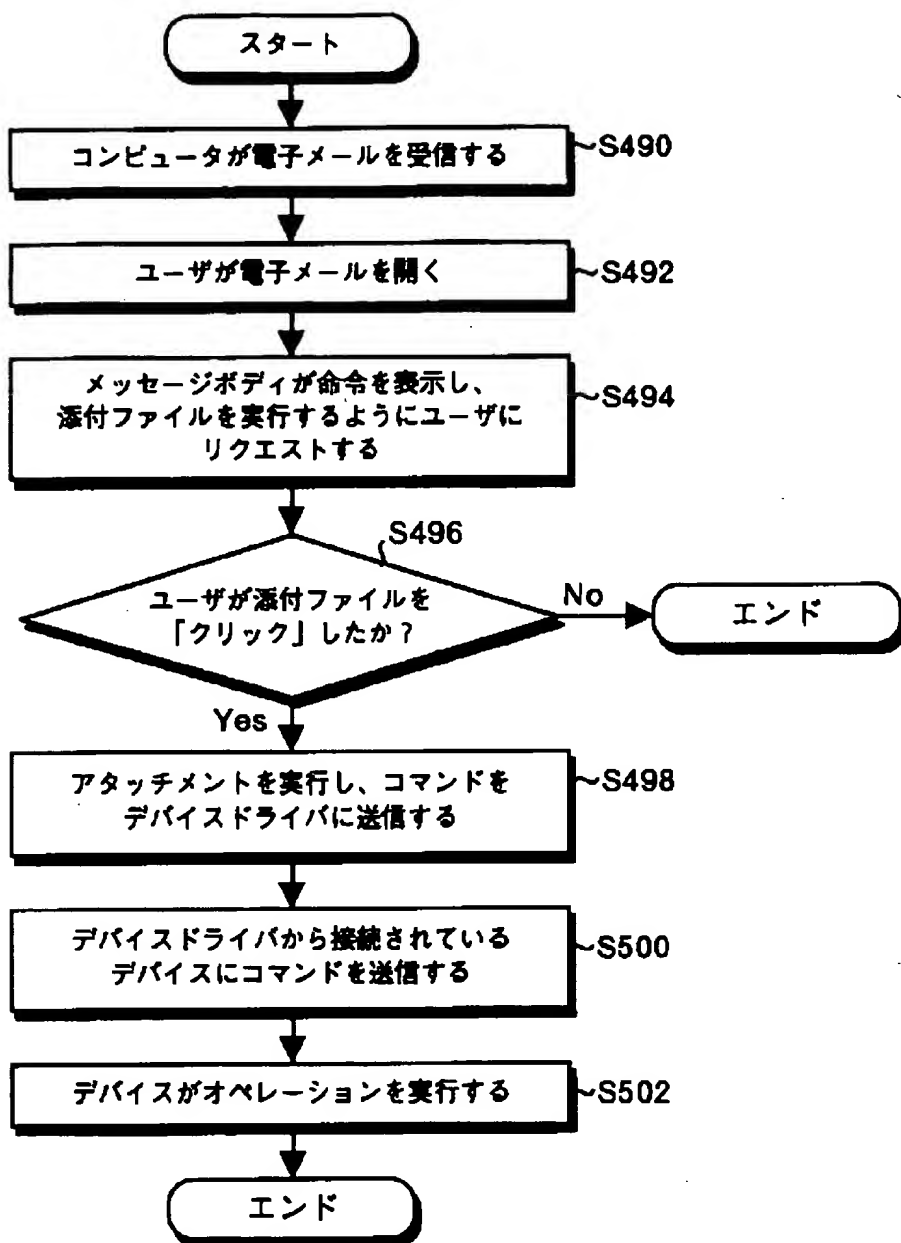 スタート
コンピュータが電子メールを受信する
~S490
ユーザが電子メールを開く
~S492
メッセージボディが命令を表示し、
添付ファイルを実行するようにユーザに
リクエストする
~S494
S496
ユーザが添付ファイルを
「クリック」したか？
No
エンド
Yes
アタッチメントを実行し、コマンドを
デバイスドライバに送信する
~S498
デバイスドライバから接続されている
デバイスにコマンドを送信する
~S500
デバイスがオペレーションを実行する
~S502
エンド